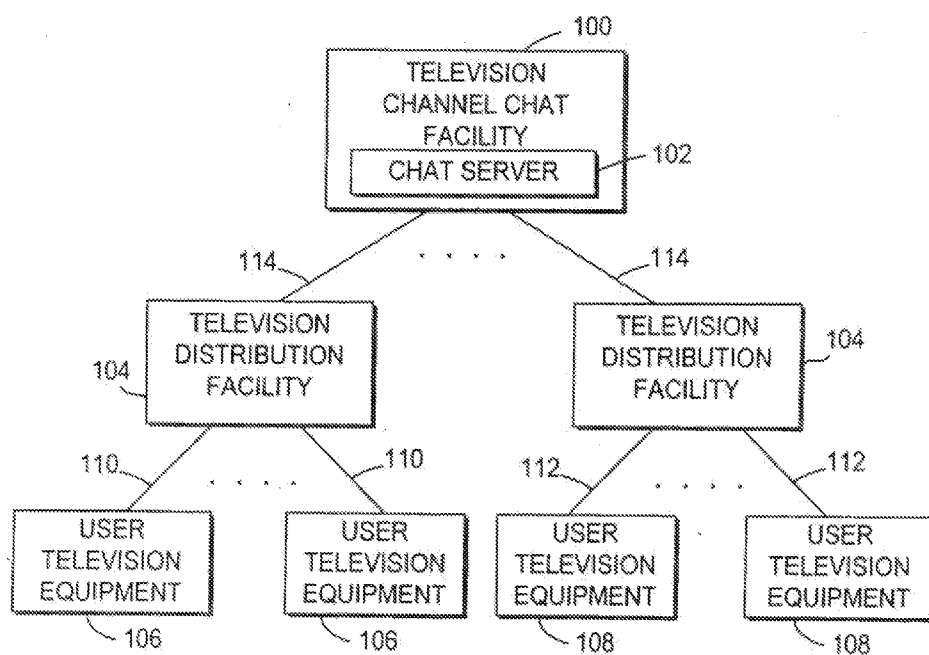 100
TELEVISION
CHANNEL CHAT
FACILITY
CHAT SERVER
102
114
114
TELEVISION
DISTRIBUTION
FACILITY
104
TELEVISION
DISTRIBUTION
FACILITY
104
110
110
112
112
USER
TELEVISION
EQUIPMENT
106
USER
TELEVISION
EQUIPMENT
106
USER
TELEVISION
EQUIPMENT
108
USER
TELEVISION
EQUIPMENT
108